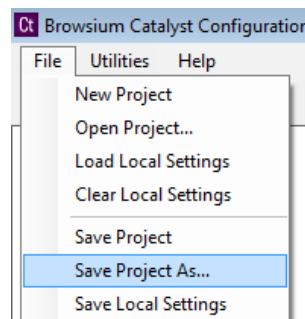 Ct Browsium Catalyst Configuration
File Utilities Help
New Project
Open Project...
Load Local Settings
Clear Local Settings
Save Project
Save Project As...
Save Local Settings